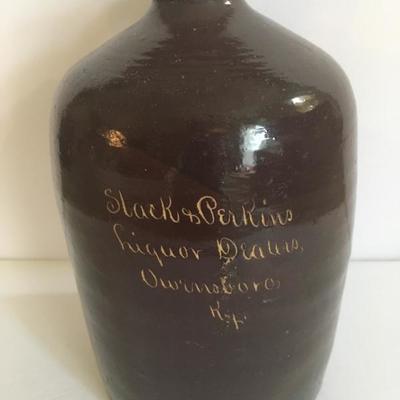 Slack & Perkins
Liquor Dealers,
Owensboro,
Ky.